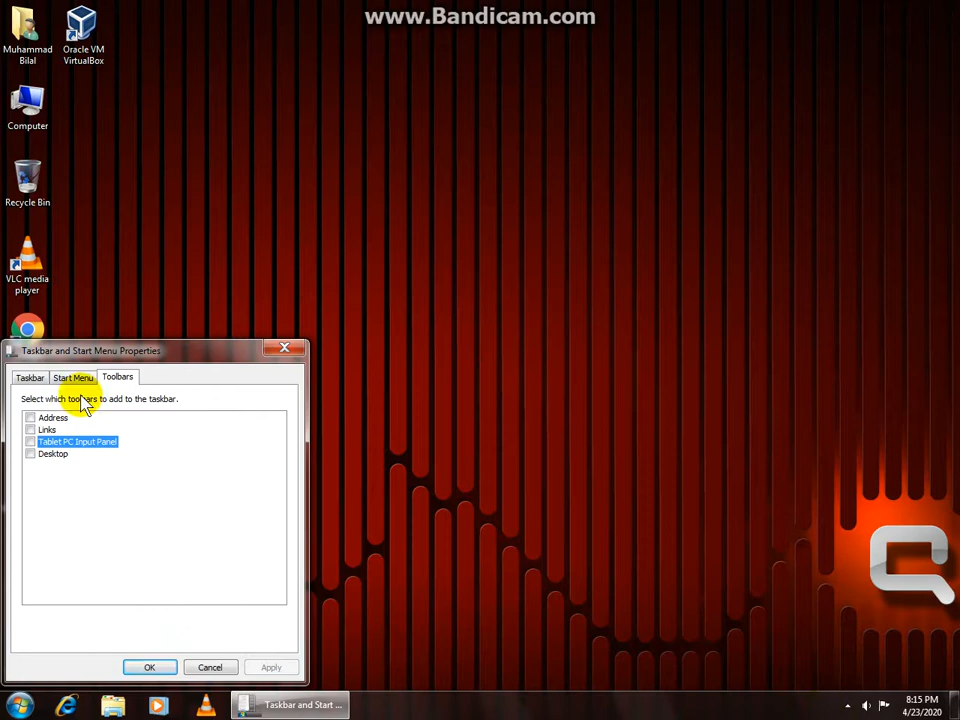 www.Bandicam.com
Muhammad
Bilal
Oracle VM
VirtualBox
Computer
Recycle Bin
VLC media
player
Taskbar and Start Menu Properties
Taskbar
Start Menu
Toolbars
Select which toolbars to add to the taskbar.
Address
Links
Tablet PC Input Panel
Desktop
OK
Cancel
Apply
Taskbar and Start ...
8:15 PM
4/23/2020